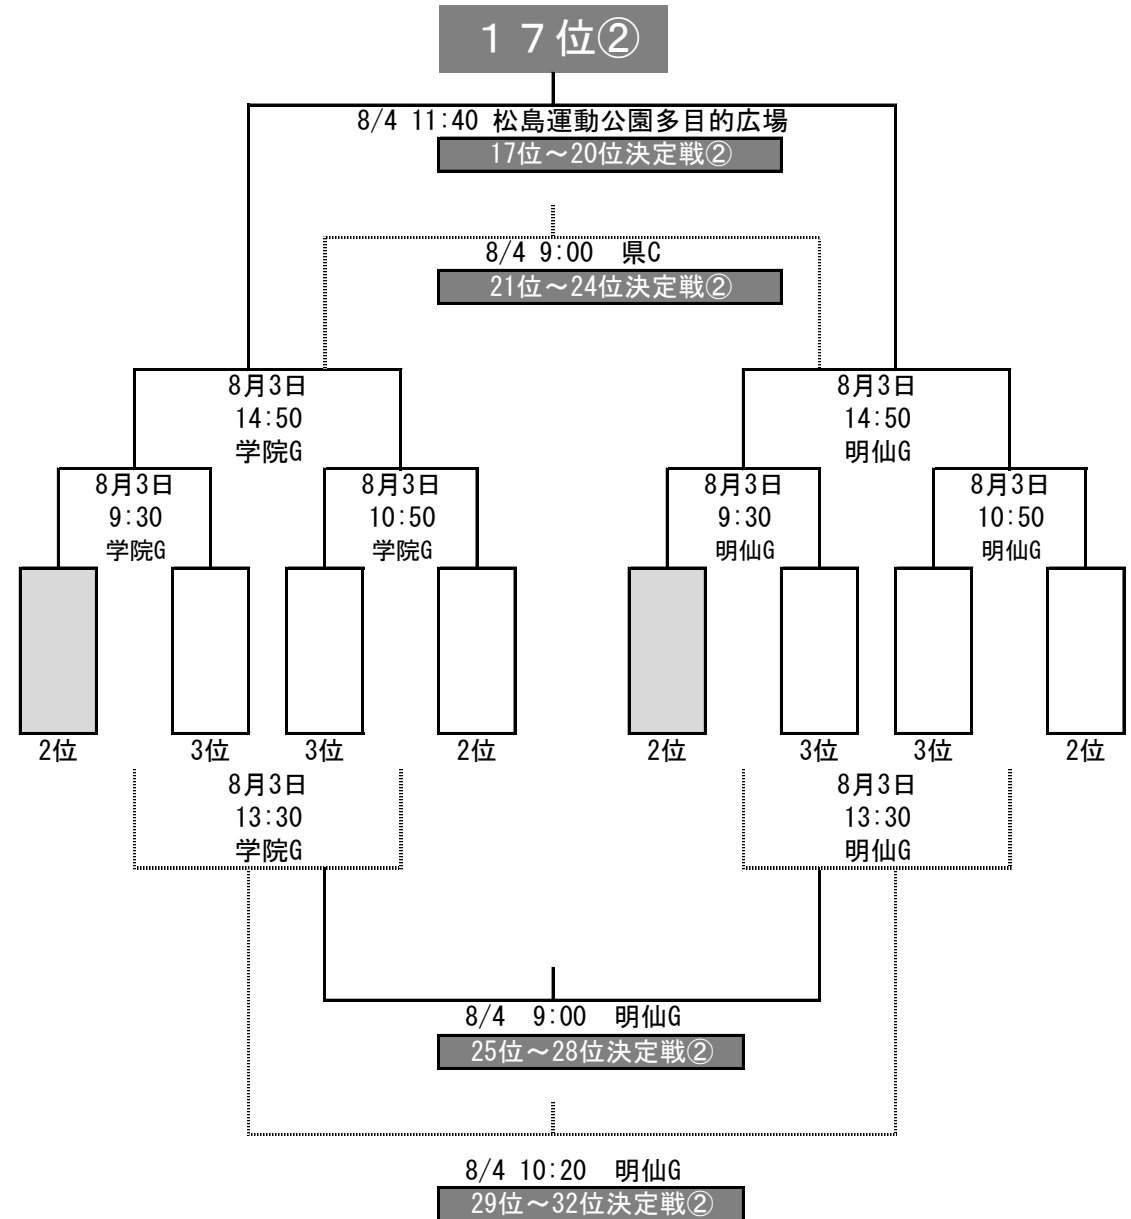 １７位②
8/4 11:40 松島運動公園多目的広場
17位～20位決定戦②
8/4 9:00　県C
21位～24位決定戦②
8月3日
14:50
学院G
8月3日
14:50
明仙G
8月3日
9:30
学院G
8月3日
10:50
学院G
8月3日
9:30
明仙G
8月3日
10:50
明仙G
2位
3位
3位
2位
2位
3位
3位
2位
8月3日
13:30
学院G
8月3日
13:30
明仙G
8/4　9:00　明仙G
25位～28位決定戦②
8/4 10:20　明仙G
29位～32位決定戦②